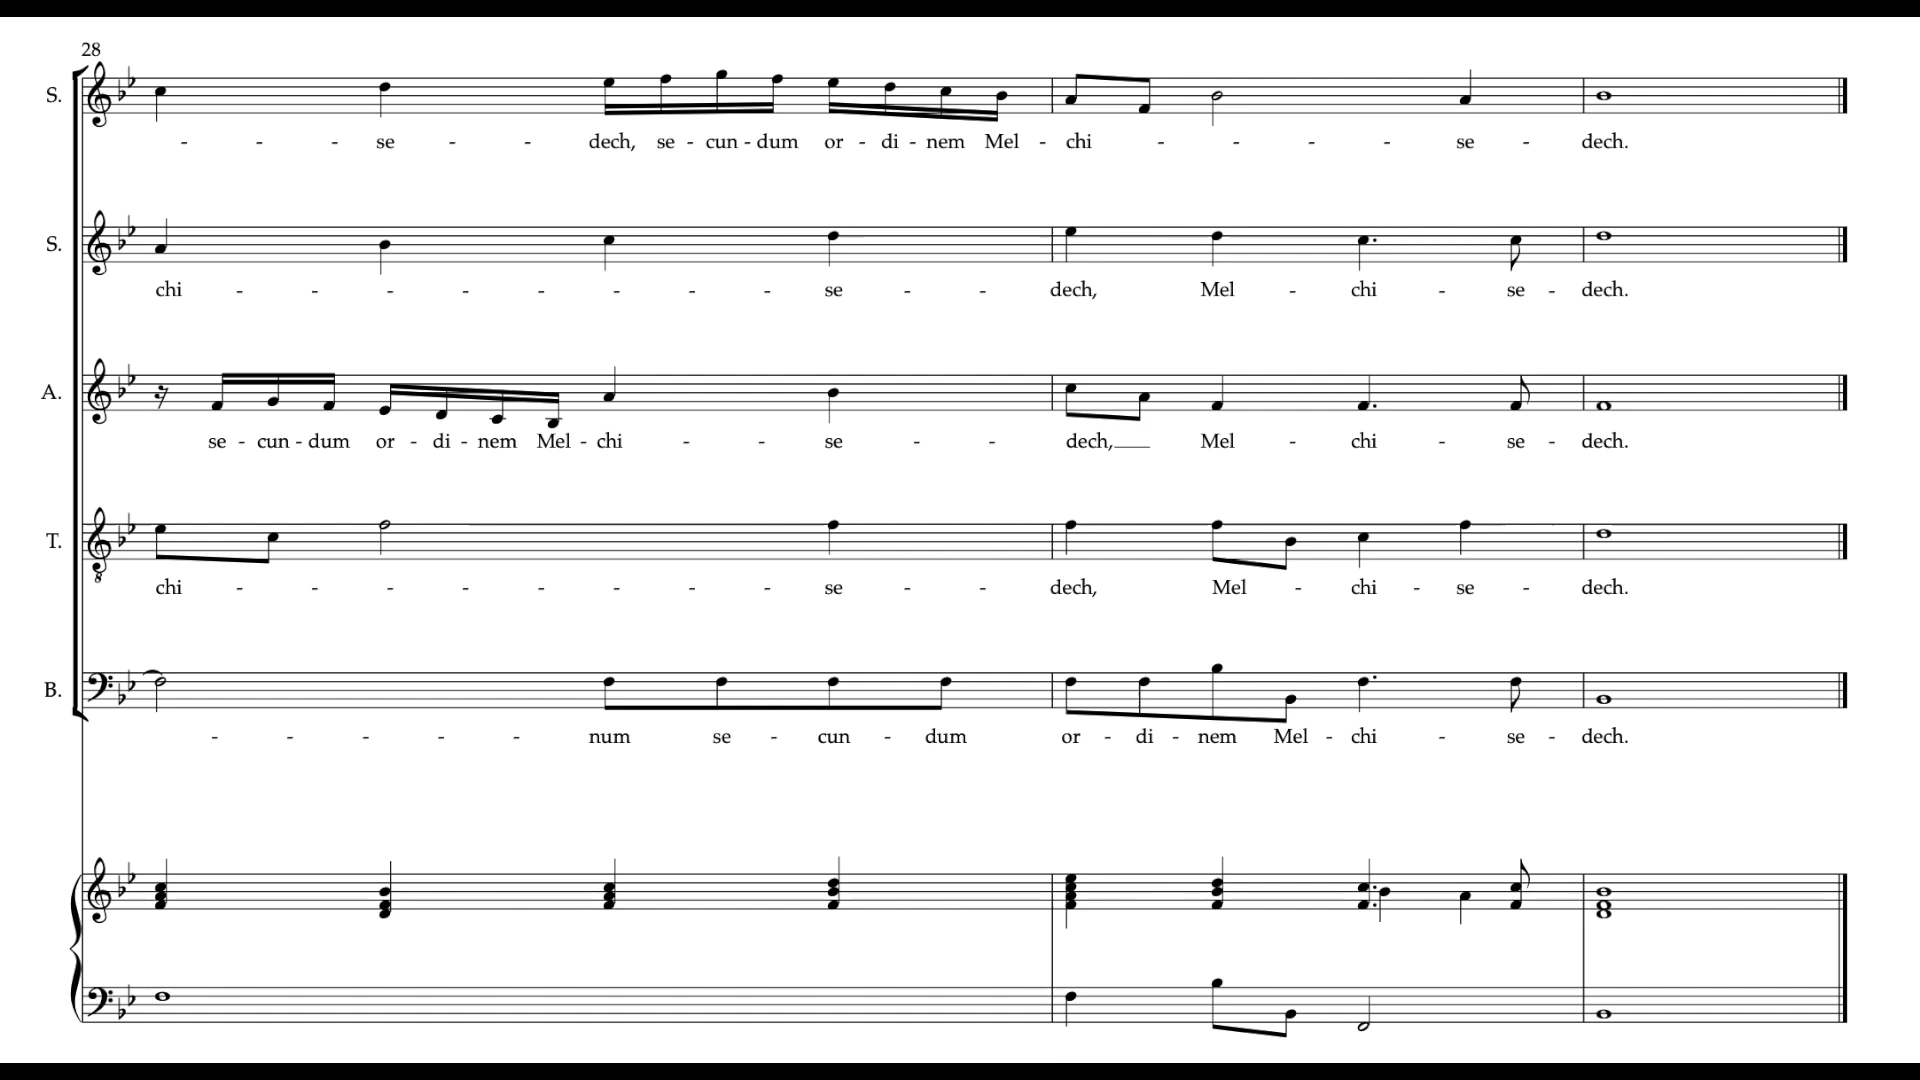 28
S.
- - - se - - dech, se - cun - dum or - di - nem Mel - chi - - - - se - dech.
S.
chi - - - - - - - - se - - dech, Mel - chi - se - dech.
A.
se - cun - dum or - di - nem Mel - chi - - se - - dech,___ Mel - chi - se - dech.
T.
chi - - - - - - - - se - - dech, Mel - chi - se - dech.
B.
- - - - - num se - cun - dum or - di - nem Mel - chi - se - dech.